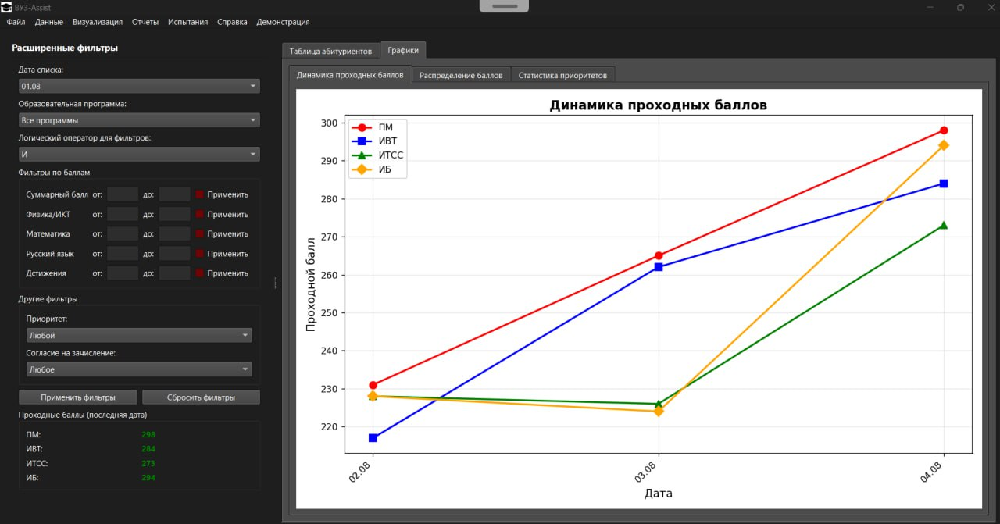 ВУЗ-Assist
Файл Данные Визуализация Отчеты Испытания Справка Демонстрация
Расширенные фильтры
Дата списка:
01.08
Образовательная программа:
Все программы
Логический оператор для фильтров:
И
Фильтры по баллам
Суммарный балл от: до: Применить
Физика/ИКТ от: до: Применить
Математика от: до: Применить
Русский язык от: до: Применить
Дстижения от: до: Применить
Другие фильтры
Приоритет:
Любой
Согласие на зачисление:
Любое
Применить фильтры Сбросить фильтры
Проходные баллы (последняя дата)
ПМ: 298
ИВТ: 284
ИТСС: 273
ИБ: 294
Таблица абитуриентов Графики
Динамика проходных баллов Распределение баллов Статистика приоритетов
Динамика проходных баллов
ПМ
ИВТ
ИТСС
ИБ
Проходной балл
300
290
280
270
260
250
240
230
220
02.08 03.08 04.08
Дата